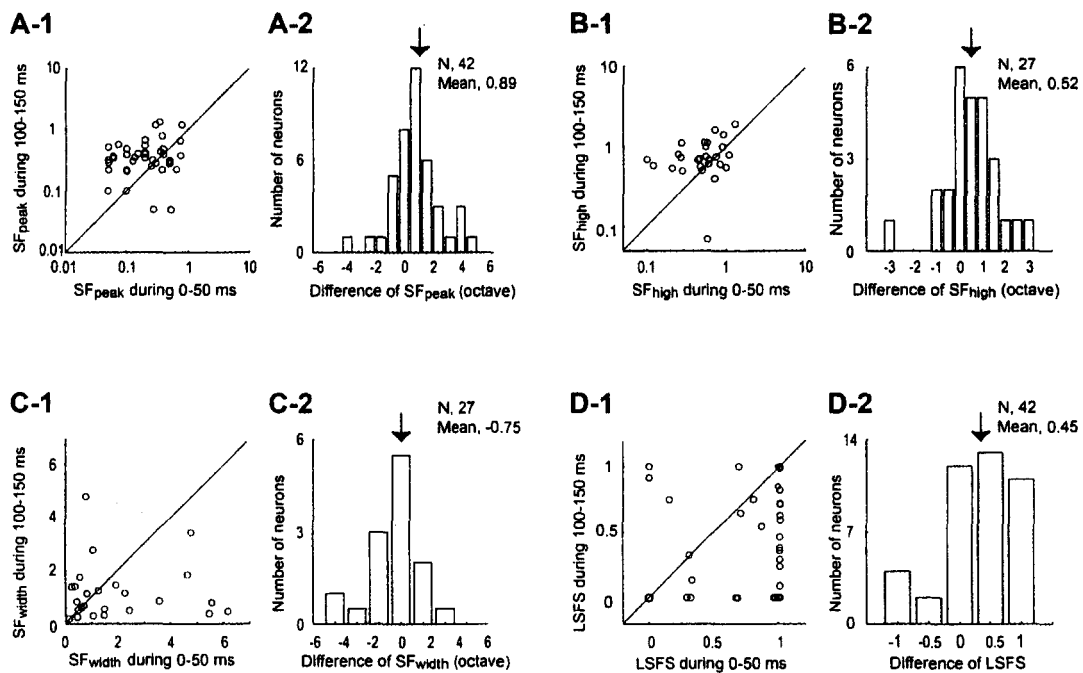 A-1
SFpeak during 100-150 ms
10
1
0.1
0.01
0.01
0.1
1
10
SFpeak during 0-50 ms
A-2
N, 42
Mean, 0.89
Number of neurons
12
6
0
-6 -4 -2 0 2 4 6
Difference of SFpeak (octave)
B-1
SFhigh during 100-150 ms
10
1
0.1
0.1
1
10
SFhigh during 0-50 ms
B-2
N, 27
Mean, 0.52
Number of neurons
6
3
0
-3 -2 -1 0 1 2 3
Difference of SFhigh (octave)
C-1
SFwidth during 100-150 ms
6
4
2
0
0 2 4 6
SFwidth during 0-50 ms
C-2
N, 27
Mean, -0.75
Number of neurons
6
3
0
-6 -4 -2 0 2 4 6
Difference of SFwidth (octave)
D-1
LSFS during 100-150 ms
1
0.5
0
0 0.5 1
LSFS during 0-50 ms
D-2
N, 42
Mean, 0.45
Number of neurons
14
7
0
-1 -0.5 0 0.5 1
Difference of LSFS